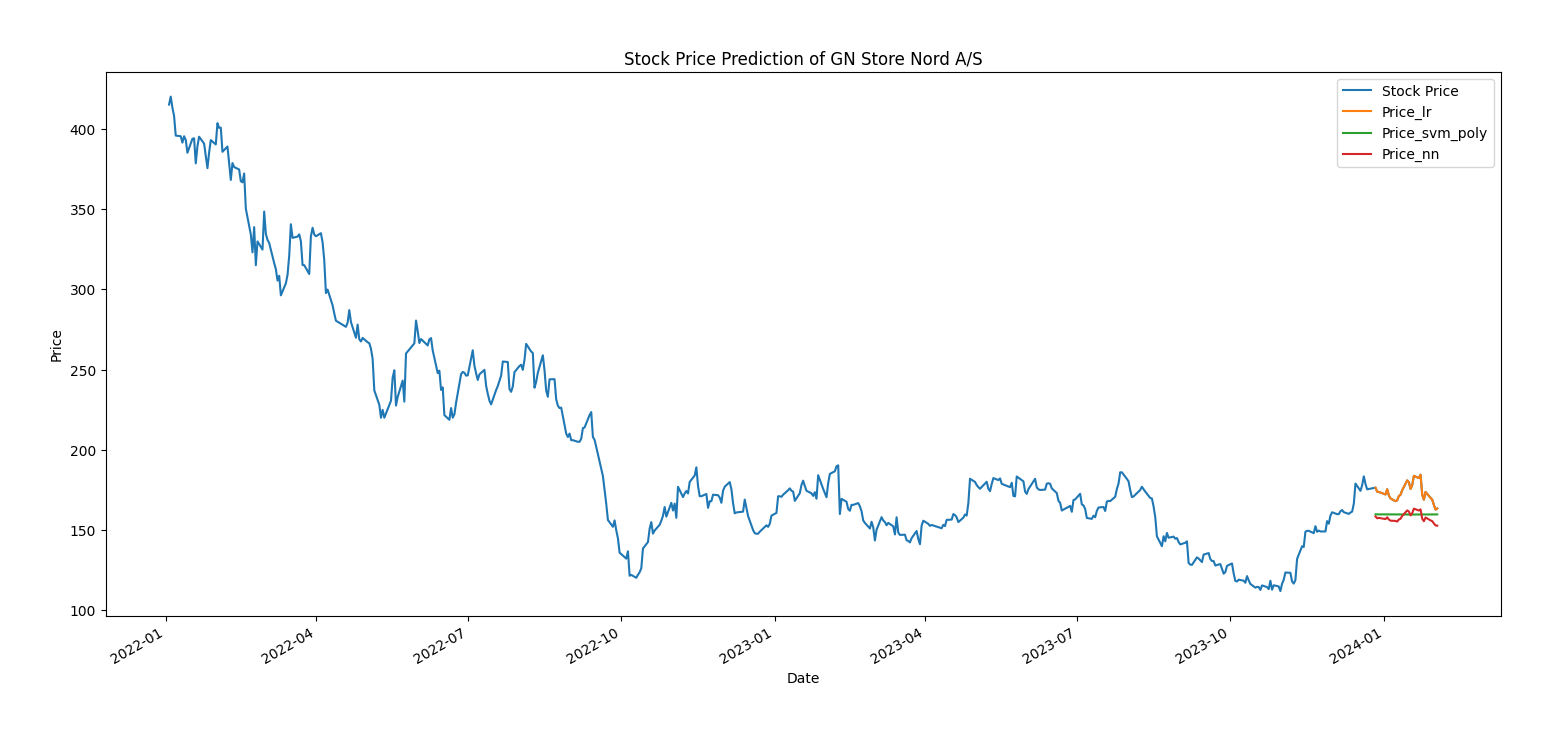 Stock Price Prediction of GN Store Nord A/S
Stock Price
Price_lr
Price_svm_poly
Price_nn
400
350
300
250
200
150
100
Price
2022-01
2022-04
2022-07
2022-10
2023-01
2023-04
2023-07
2023-10
2024-01
Date